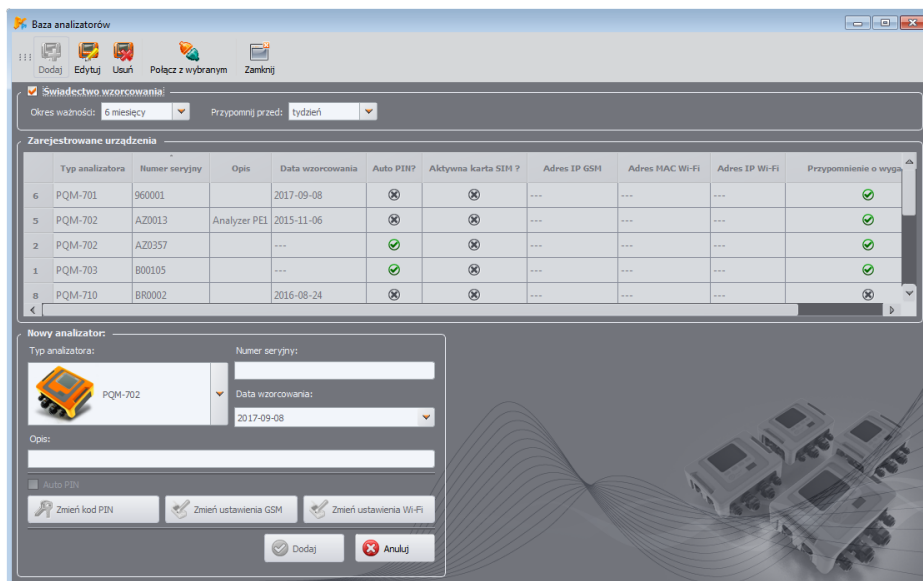 Baza analizatorów
Dodaj Edytuj Usuń Połącz z wybranym Zamknij
Świadectwo wzorcowania
Okres ważności: 6 miesięcy Przypomnij przed: tydzień
Zarejestrowane urządzenia
Typ analizatora Numer seryjny Opis Data wzorcowania Auto PIN? Aktywna karta SIM ? Adres IP GSM Adres MAC Wi-Fi Adres IP Wi-Fi Przypomnienie o wyga
6 PQM-701 960001 2017-09-08 --- --- ---
5 PQM-702 AZ0013 Analyzer PE1 2015-11-06 --- --- ---
2 PQM-702 AZ0357 --- --- --- ---
1 PQM-703 B00105 --- --- --- ---
8 PQM-710 BR0002 2016-08-24 --- --- ---
Nowy analizator:
Typ analizatora: Numer seryjny:
PQM-702
Data wzorcowania:
2017-09-08
Opis:
Auto PIN
Zmień kod PIN Zmień ustawienia GSM Zmień ustawienia Wi-Fi
Dodaj Anuluj